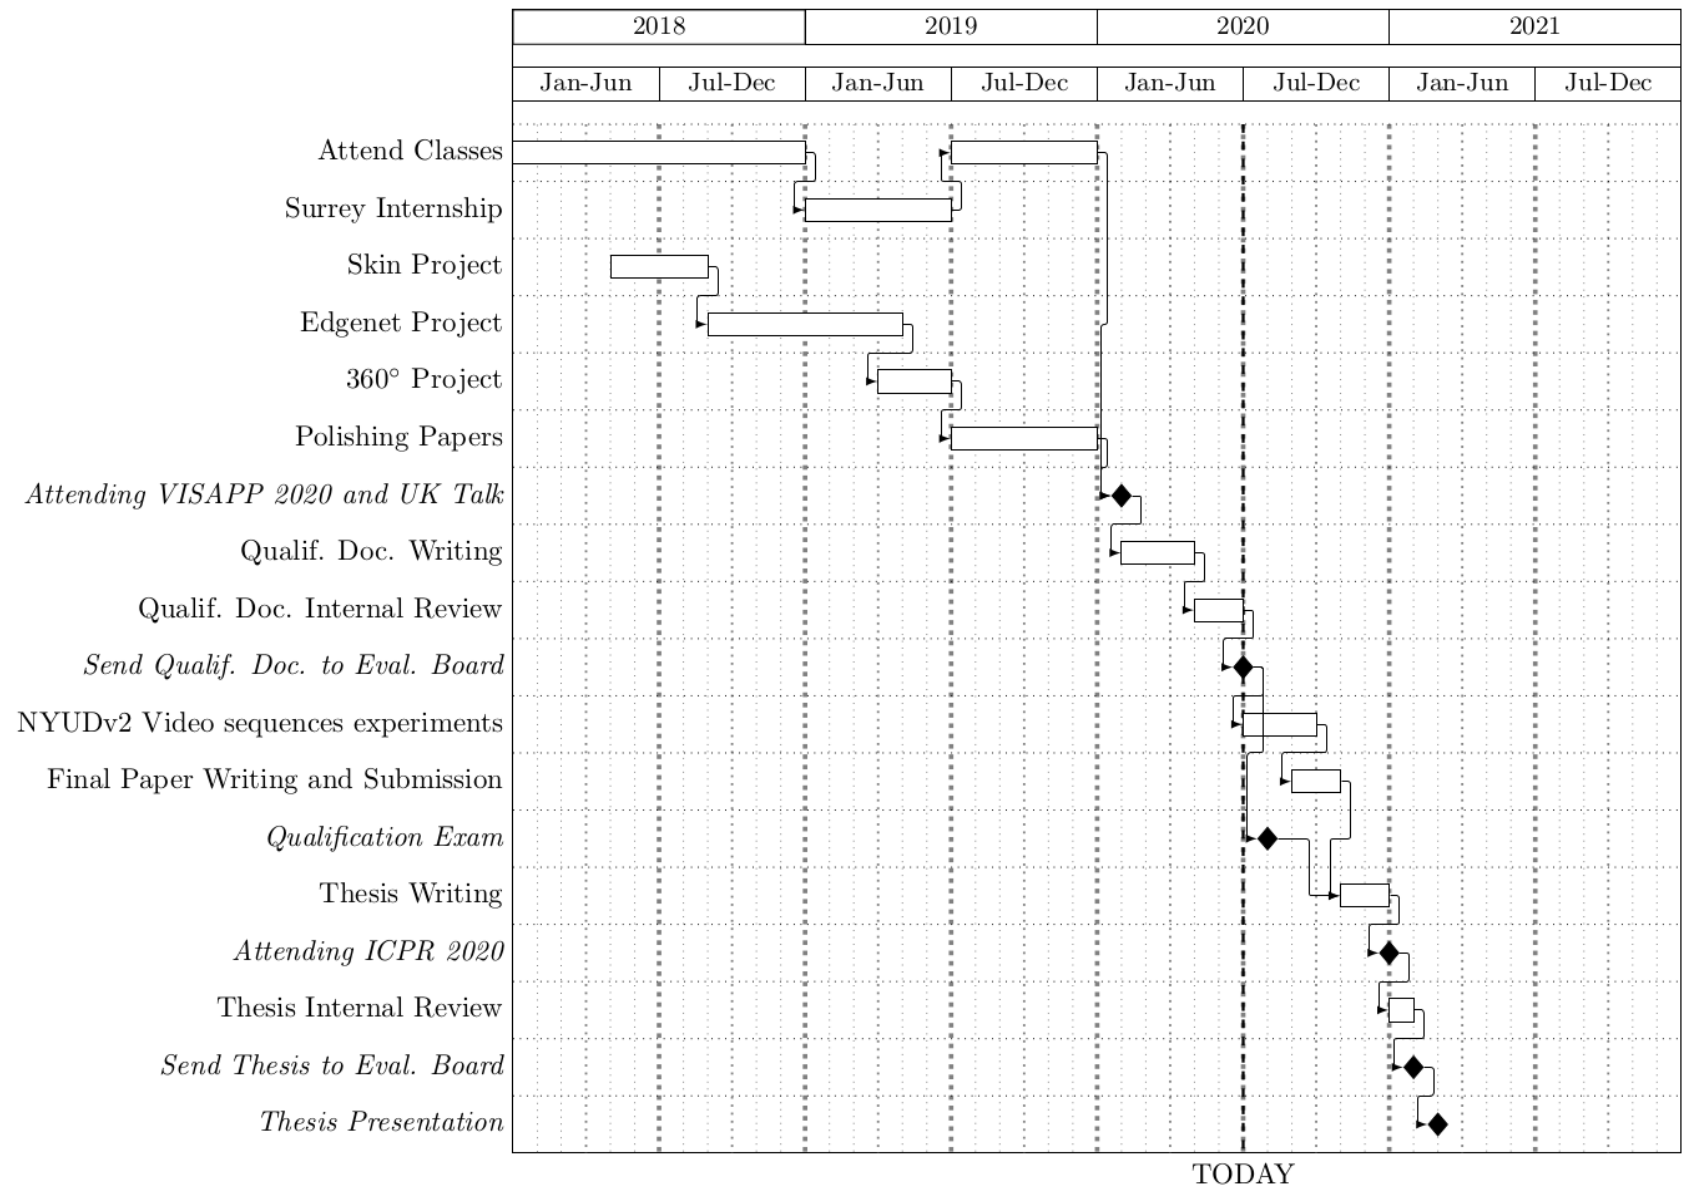 2018 2019 2020 2021
Jan-Jun Jul-Dec Jan-Jun Jul-Dec Jan-Jun Jul-Dec Jan-Jun Jul-Dec
Attend Classes
Surrey Internship
Skin Project
Edgenet Project
360° Project
Polishing Papers
Attending VISAPP 2020 and UK Talk
Qualif. Doc. Writing
Qualif. Doc. Internal Review
Send Qualif. Doc. to Eval. Board
NYUDv2 Video sequences experiments
Final Paper Writing and Submission
Qualification Exam
Thesis Writing
Attending ICPR 2020
Thesis Internal Review
Send Thesis to Eval. Board
Thesis Presentation
TODAY